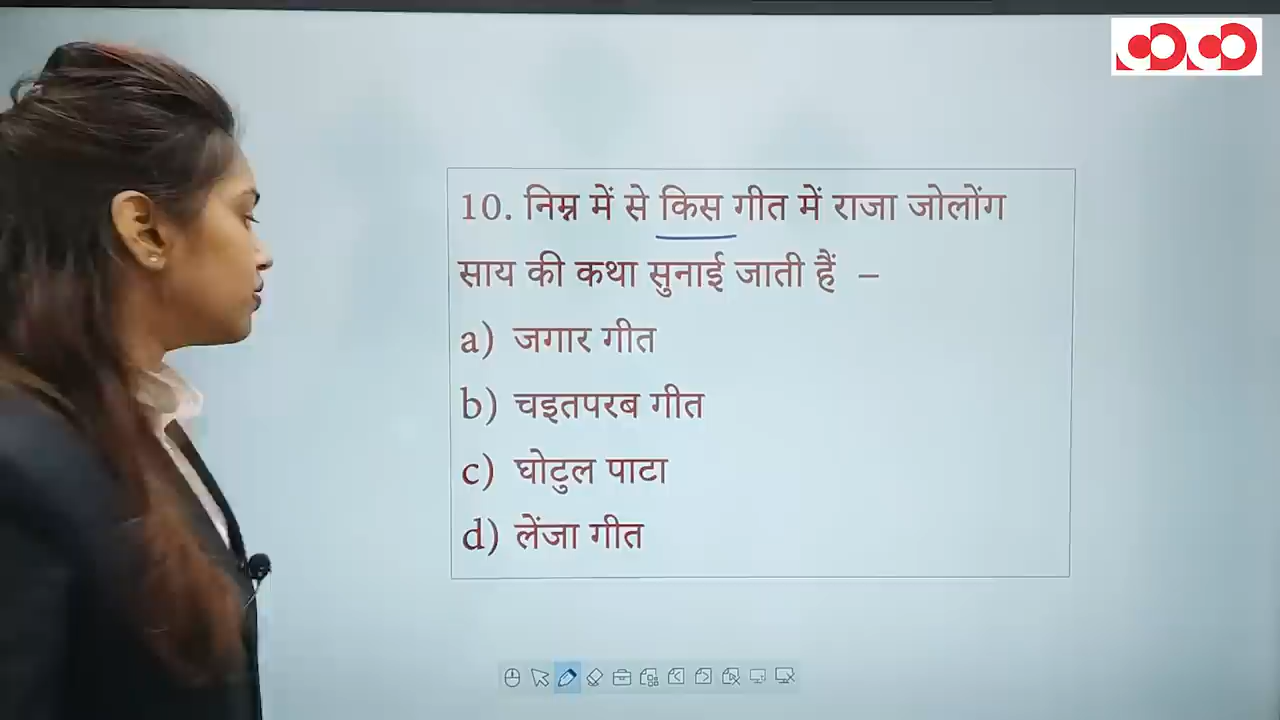 10. निम्न में से किस गीत में राजा जोलोंग
साय की कथा सुनाई जाती हैं –
a) जगार गीत
b) चइतपरब गीत
c) घोटुल पाटा
d) लेंजा गीत